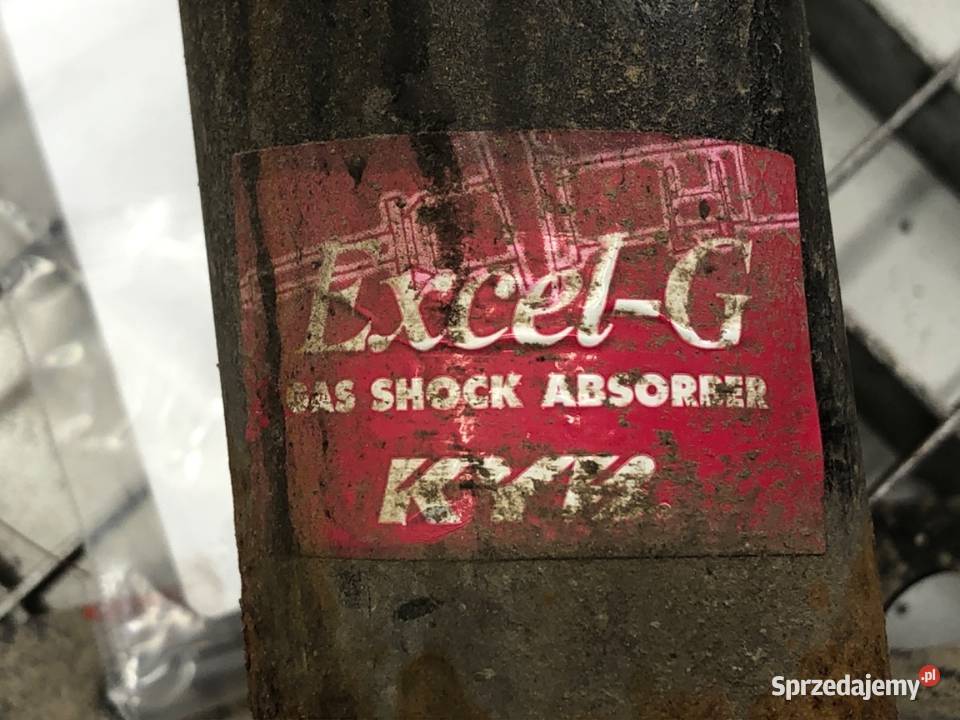 Excel-G
GAS SHOCK ABSORBER
KYB
Sprzedajemy.pl